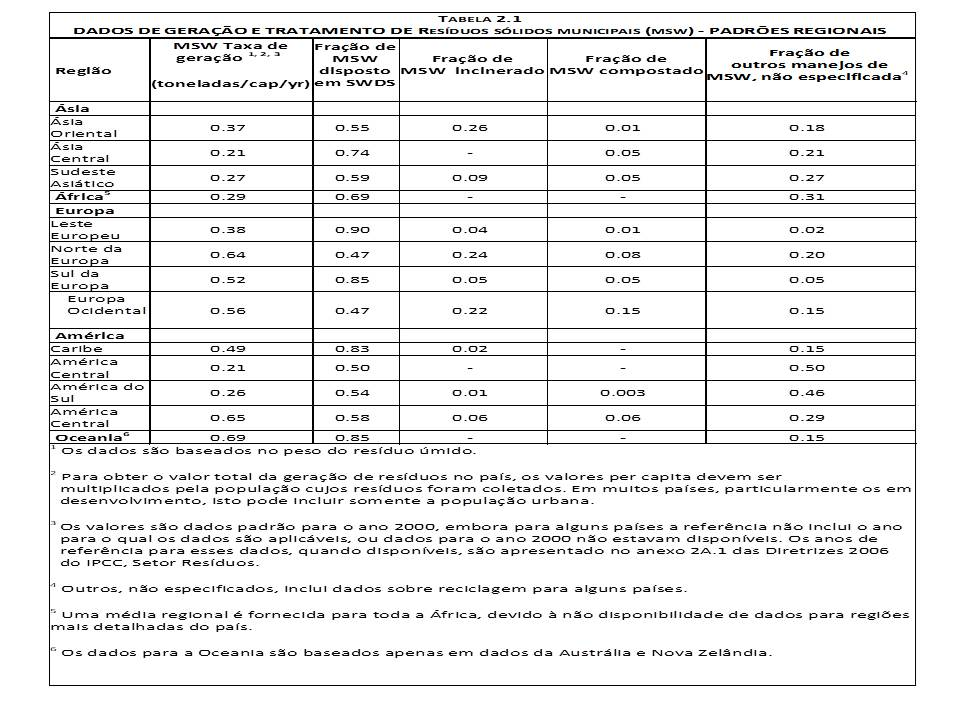 TABELA 2.1
DADOS DE GERAÇÃO E TRATAMENTO DE RESÍDUOS SÓLIDOS MUNICIPAIS (MSW) - PADRÕES REGIONAIS
Região | MSW Taxa de geração 1, 2, 3 (toneladas/cap/yr) | Fração de MSW disposto em SWDS | Fração de MSW incinerado | Fração de MSW compostado | Fração de outros manejos de MSW, não especificada4
Ásia
Ásia Oriental | 0.37 | 0.55 | 0.26 | 0.01 | 0.18
Ásia Central | 0.21 | 0.74 | - | 0.05 | 0.21
Sudeste Asiático | 0.27 | 0.59 | 0.09 | 0.05 | 0.27
África5 | 0.29 | 0.69 | - | - | 0.31
Europa
Leste Europeu | 0.38 | 0.90 | 0.04 | 0.01 | 0.02
Norte da Europa | 0.64 | 0.47 | 0.24 | 0.08 | 0.20
Sul da Europa | 0.52 | 0.85 | 0.05 | 0.05 | 0.05
Europa Ocidental | 0.56 | 0.47 | 0.22 | 0.15 | 0.15
América
Caribe | 0.49 | 0.83 | 0.02 | - | 0.15
América Central | 0.21 | 0.50 | - | - | 0.50
América do Sul | 0.26 | 0.54 | 0.01 | 0.003 | 0.46
América Central | 0.65 | 0.58 | 0.06 | 0.06 | 0.29
Oceania6 | 0.69 | 0.85 | - | - | 0.15
1 Os dados são baseados no peso do resíduo úmido.
2 Para obter o valor total da geração de resíduos no país, os valores per capita devem ser
multiplicados pela população cujos resíduos foram coletados. Em muitos países, particularmente os em
desenvolvimento, isto pode incluir somente a população urbana.
3 Os valores são dados padrão para o ano 2000, embora para alguns países a referência não inclui o ano
para o qual os dados são aplicáveis, ou dados para o ano 2000 não estavam disponíveis. Os anos de
referência para esses dados, quando disponíveis, são apresentado no anexo 2A.1 das Diretrizes 2006
do IPCC, Setor Resíduos.
4 Outros, não especificados, inclui dados sobre reciclagem para alguns países.
5 Uma média regional é fornecida para toda a África, devido à não disponibilidade de dados para regiões
mais detalhadas do país.
6 Os dados para a Oceania são baseados apenas em dados da Austrália e Nova Zelândia.